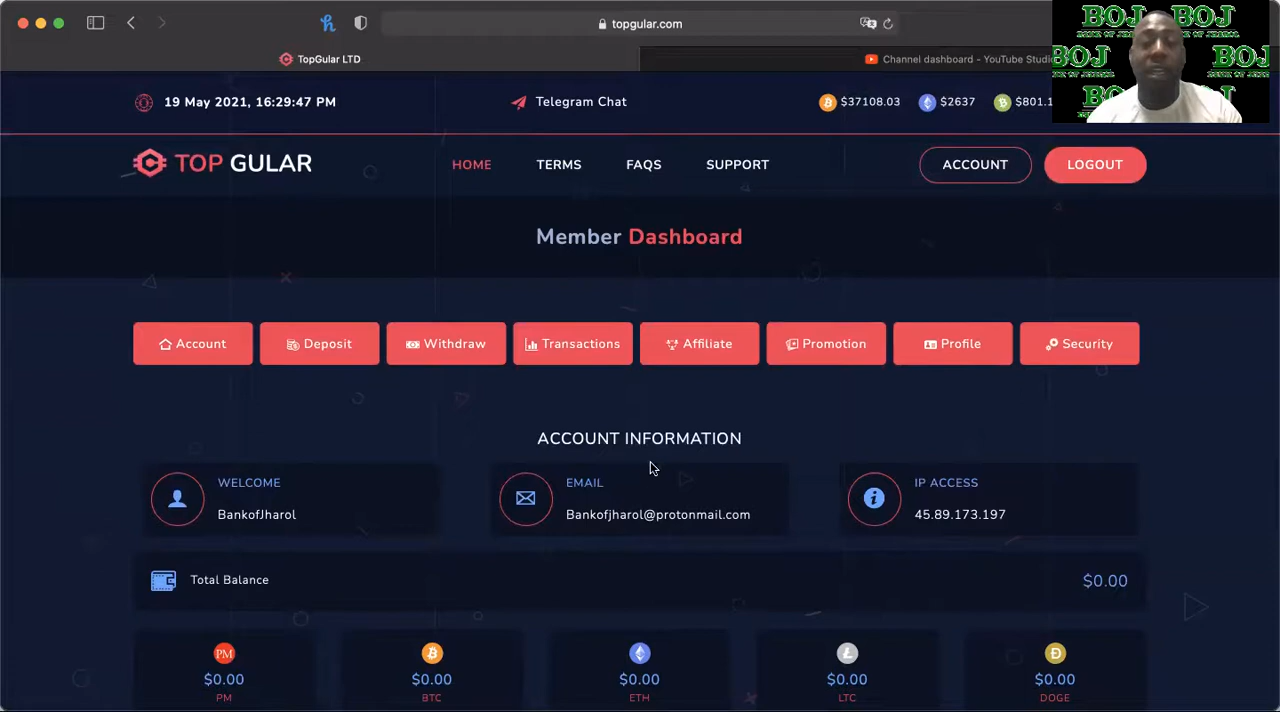 topgular.com
TopGular LTD
Channel dashboard - YouTube Studio
BOJ BOJ
BOJ BOJ
19 May 2021, 16:29:47 PM
Telegram Chat
$37108.03
$2637
$801.1
TOP GULAR
HOME
TERMS
FAQS
SUPPORT
ACCOUNT
LOGOUT
Member Dashboard
Account
Deposit
Withdraw
Transactions
Affiliate
Promotion
Profile
Security
ACCOUNT INFORMATION
WELCOME
BankofJharol
EMAIL
Bankofjharol@protonmail.com
IP ACCESS
45.89.173.197
Total Balance
$0.00
PM
$0.00
PM
$0.00
BTC
$0.00
ETH
$0.00
LTC
$0.00
DOGE